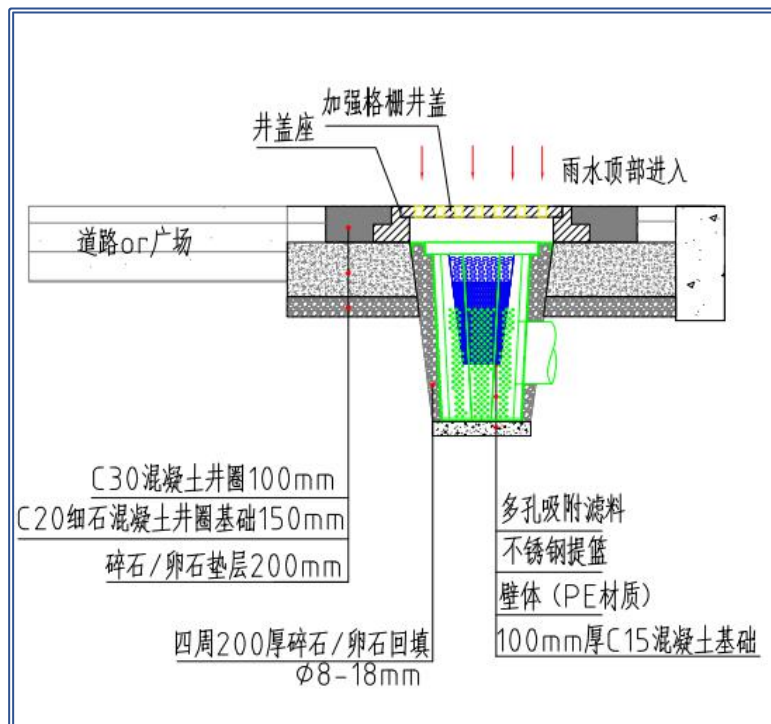 加强格栅井盖
井盖座
雨水顶部进入
道路or广场
C30混凝土井圈100mm
C20细石混凝土井圈基础150mm
碎石/卵石垫层200mm
四周200厚碎石/卵石回填
Φ8-18mm
多孔吸附滤料
不锈钢提篮
壁体（PE材质）
100mm厚C15混凝土基础